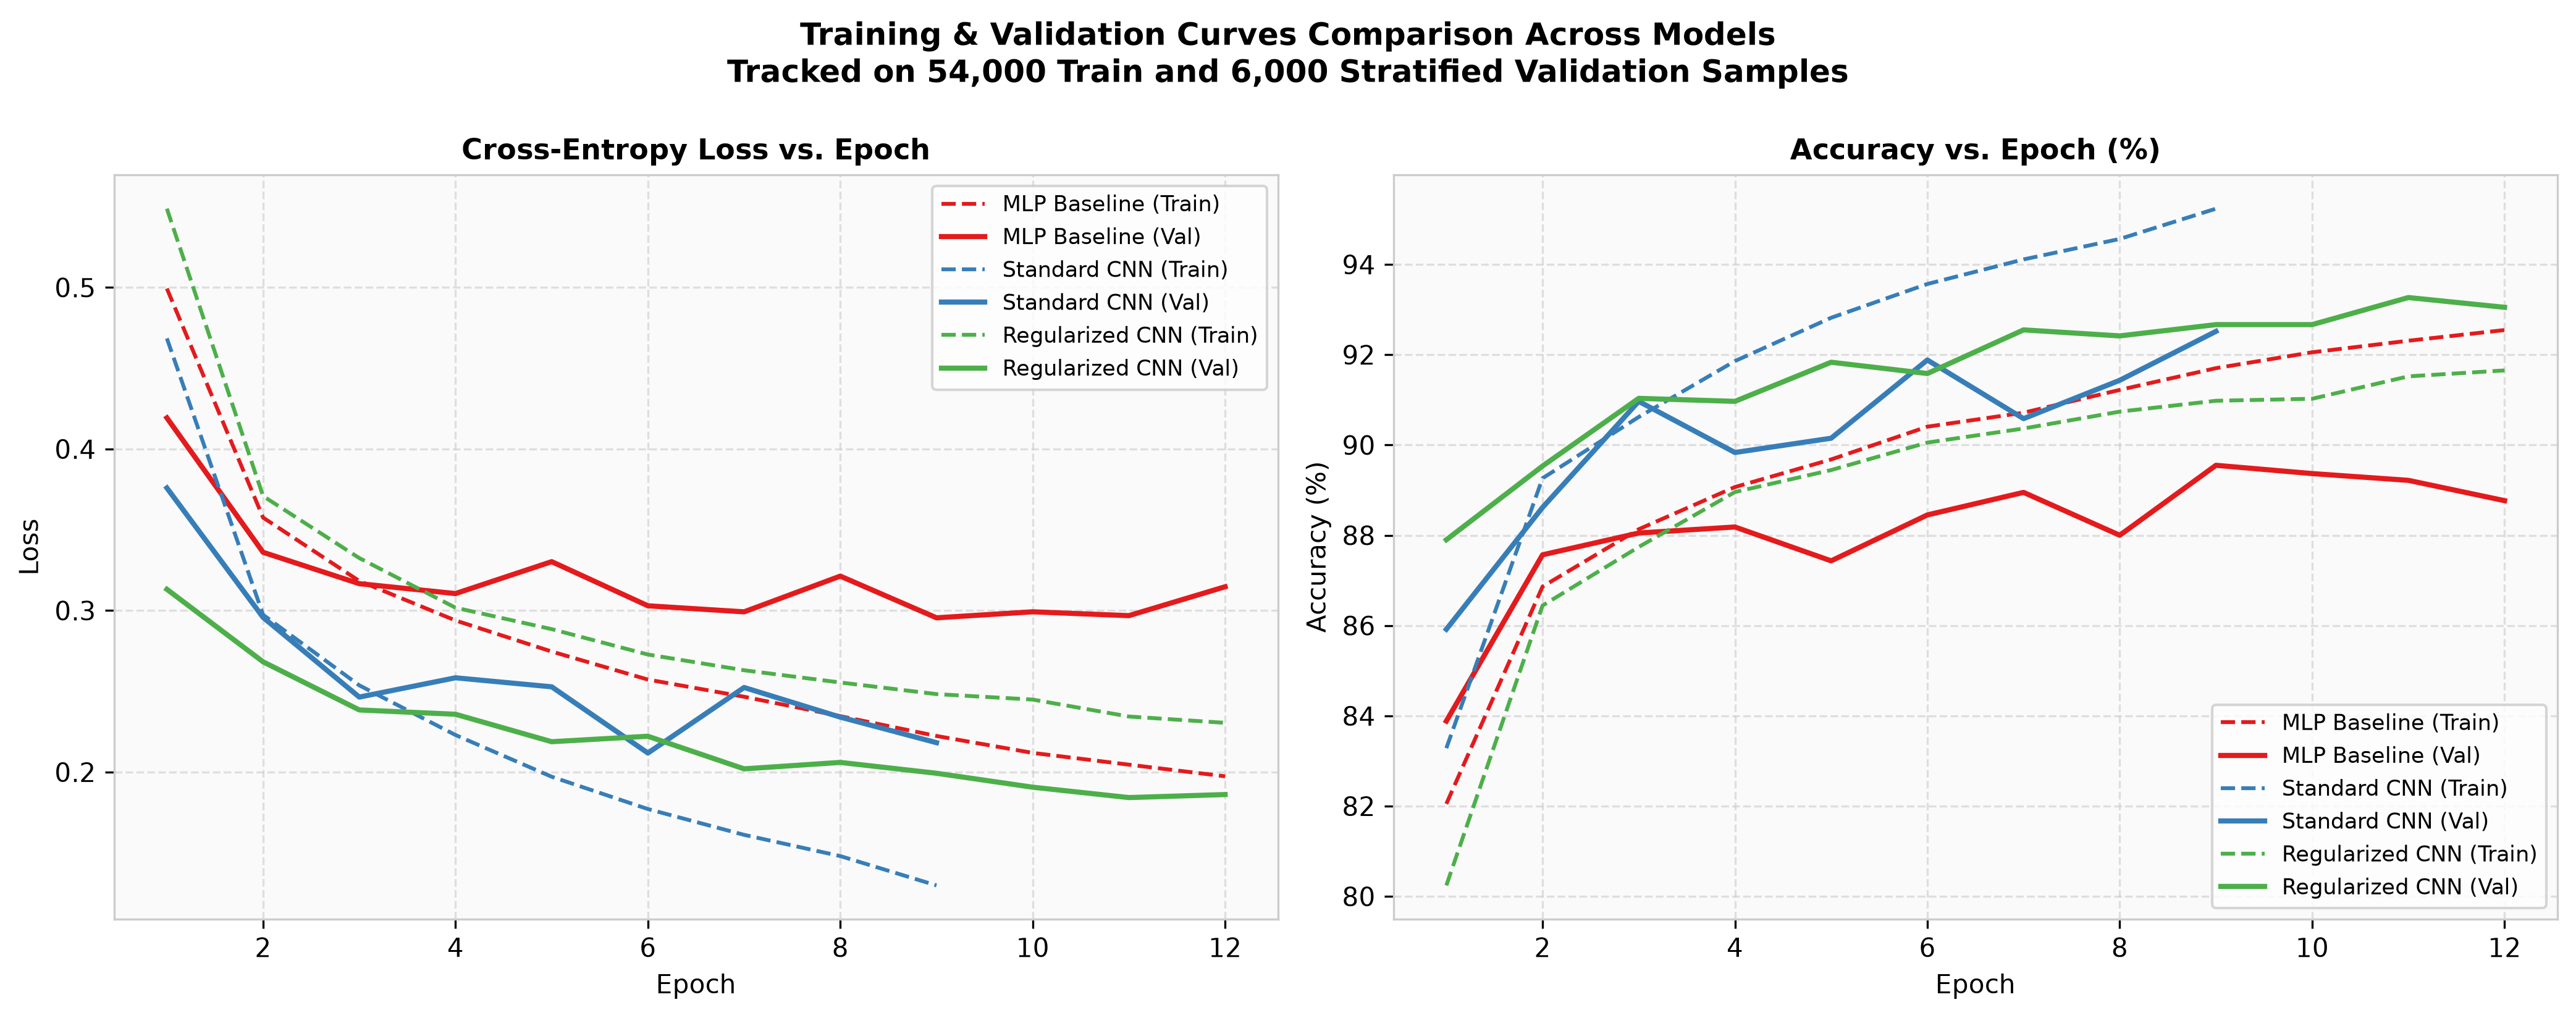 Training & Validation Curves Comparison Across Models
Tracked on 54,000 Train and 6,000 Stratified Validation Samples
Cross-Entropy Loss vs. Epoch
Loss
0.5
0.4
0.3
0.2
MLP Baseline (Train)
MLP Baseline (Val)
Standard CNN (Train)
Standard CNN (Val)
Regularized CNN (Train)
Regularized CNN (Val)
2 4 6 8 10 12
Epoch
Accuracy vs. Epoch (%)
Accuracy (%)
94
92
90
88
86
84
82
80
MLP Baseline (Train)
MLP Baseline (Val)
Standard CNN (Train)
Standard CNN (Val)
Regularized CNN (Train)
Regularized CNN (Val)
2 4 6 8 10 12
Epoch